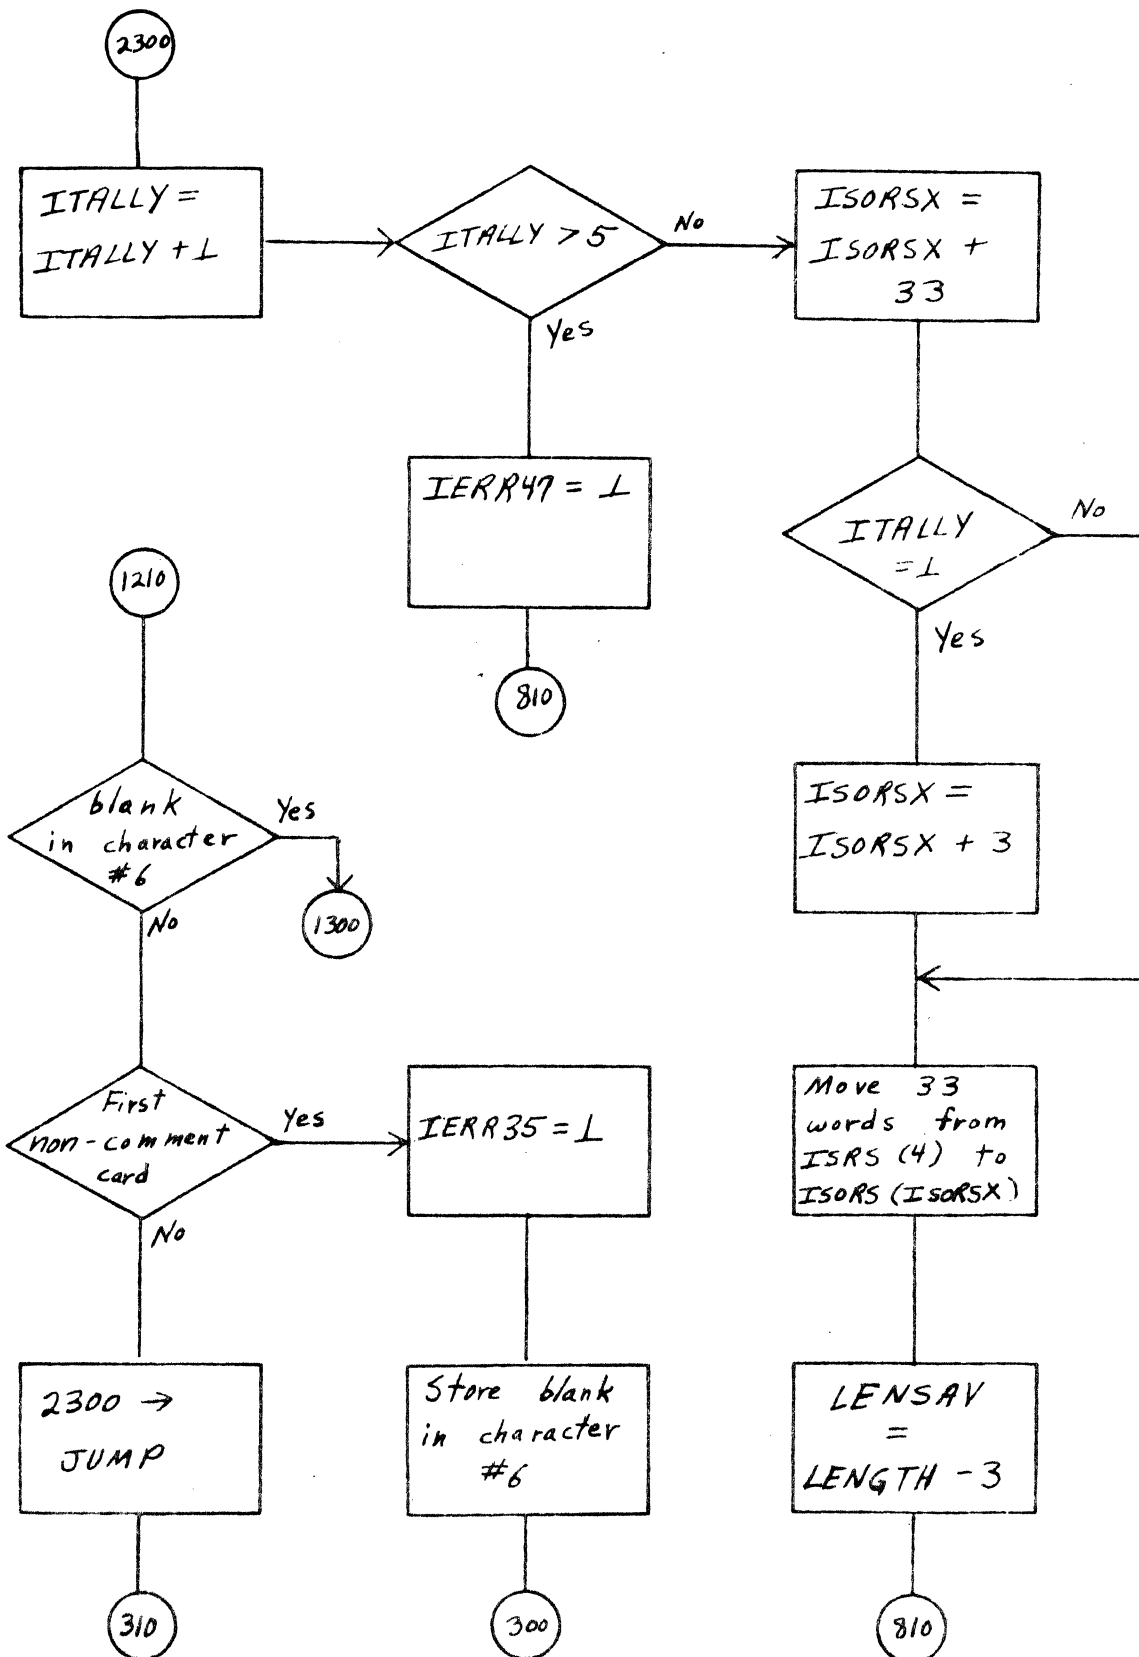 2300
ITALLY =
ITALLY + 1
ITALLY > 5
No
Yes
ISORSX =
ISORSX +
33
IERR47 = 1
810
ITALLY
= 1
No
Yes
ISORSX =
ISORSX + 3
Move 33
words from
ISRS (4) to
ISORS (ISORSX)
LENSAV
=
LENGTH - 3
810
1210
blank
in character
#6
Yes
1300
No
First
non-comment
card
Yes
IERR35 = 1
Store blank
in character
#6
300
No
2300 →
JUMP
310